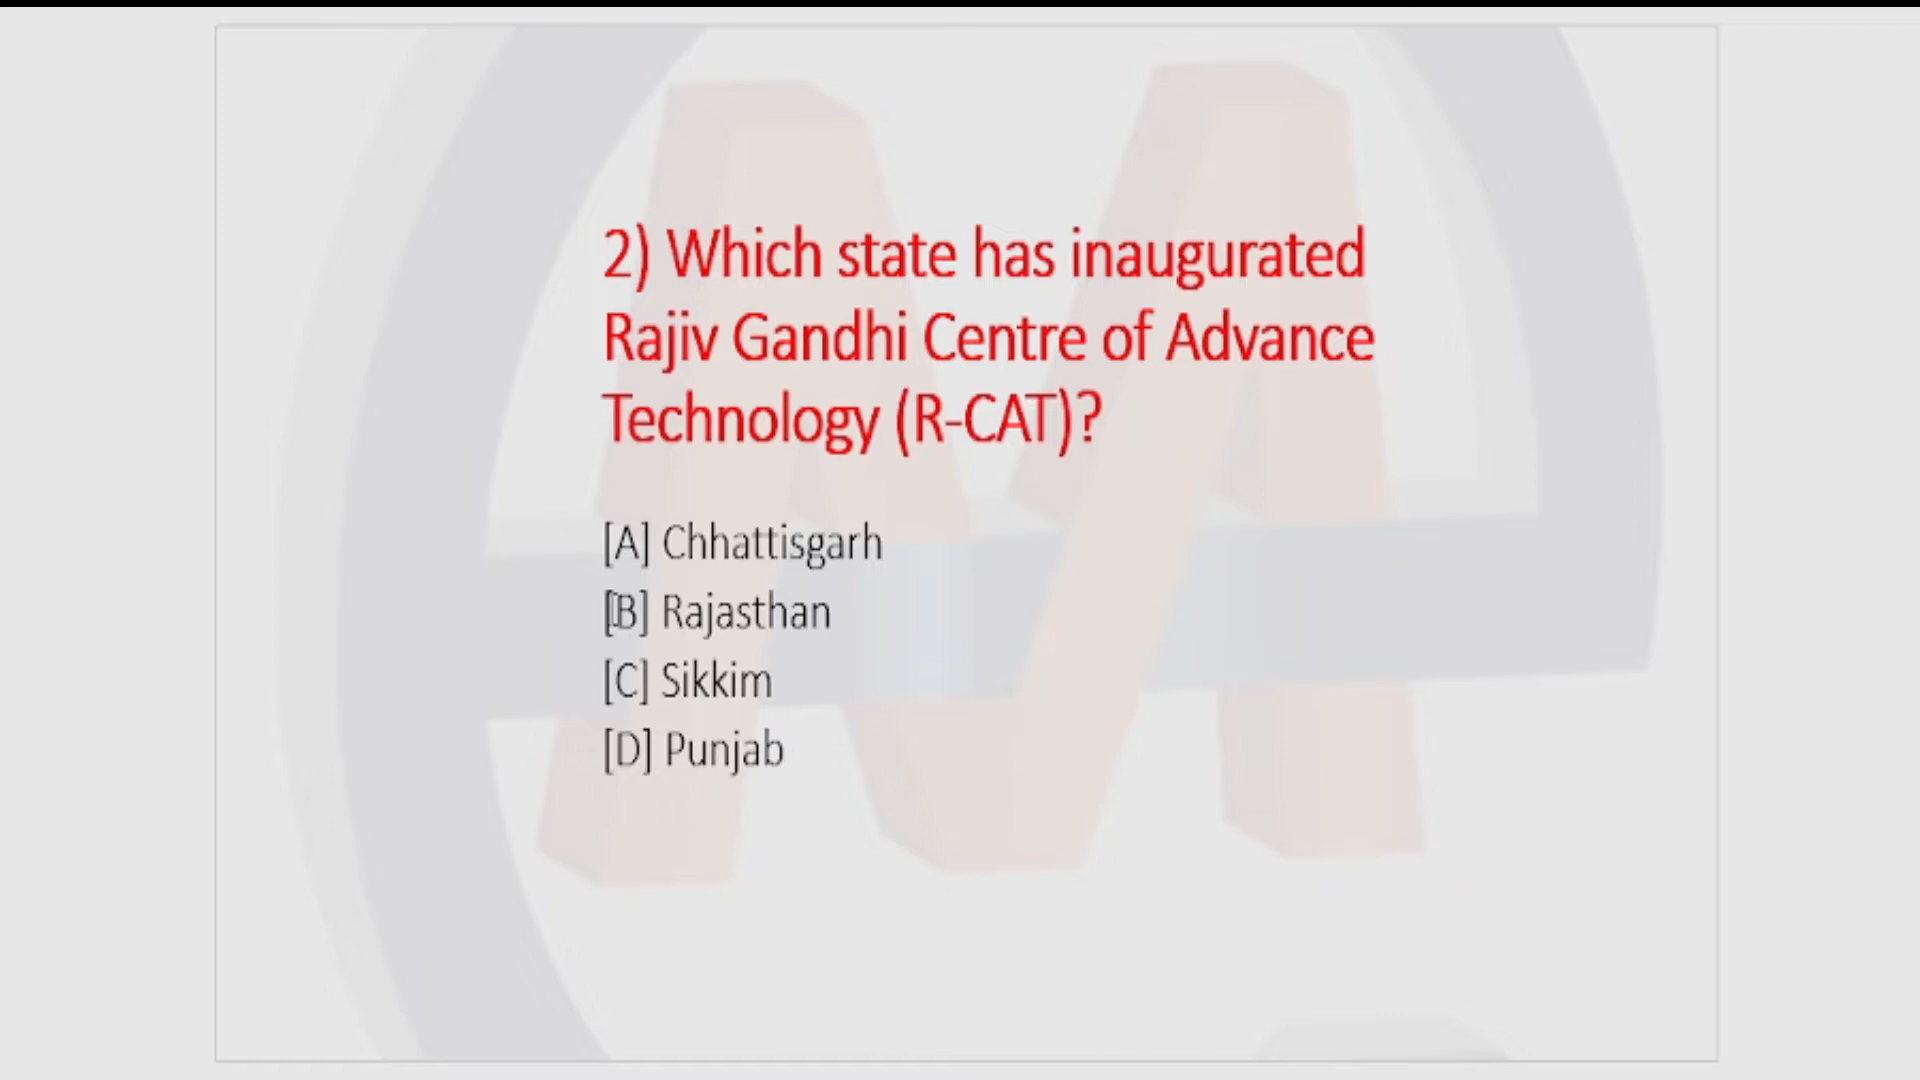 2) Which state has inaugurated
Rajiv Gandhi Centre of Advance
Technology (R-CAT)?
[A] Chhattisgarh
[B] Rajasthan
[C] Sikkim
[D] Punjab